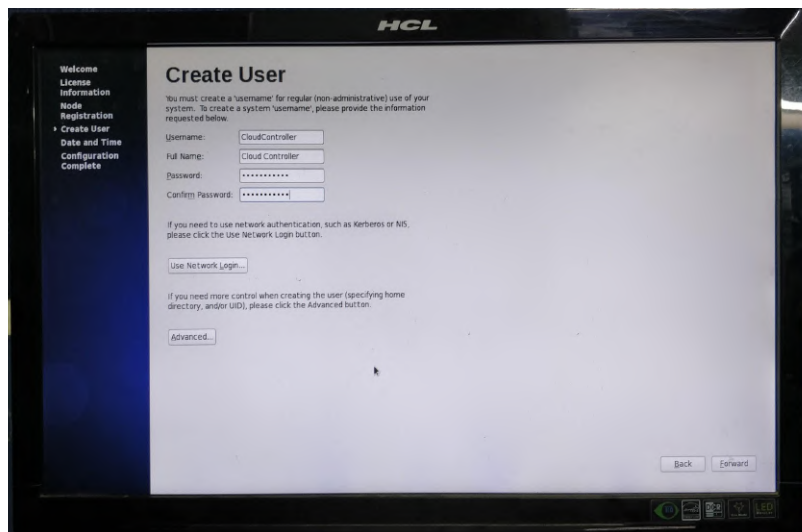 HCL
Welcome
License
Information
Node
Registration
Create User
Date and Time
Configuration
Complete
Create User
You must create a 'username' for regular (non-administrative) use of your
system. To create a system 'username', please provide the information
requested below.
Username: CloudController
Full Name: Cloud Controller
Password: •••••••••••
Confirm Password: •••••••••••
If you need to use network authentication, such as Kerberos or NIS,
please click the Use Network Login button.
Use Network Login...
If you need more control when creating the user (specifying home
directory, and/or UID), please click the Advanced button.
Advanced...
Back Forward
LED